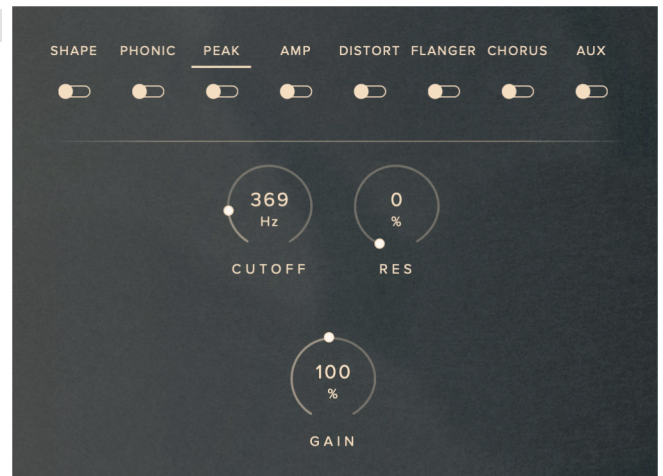 SHAPE PHONIC PEAK AMP DISTORT FLANGER CHORUS AUX
369 0
Hz %
CUTOFF RES
100
%
GAIN